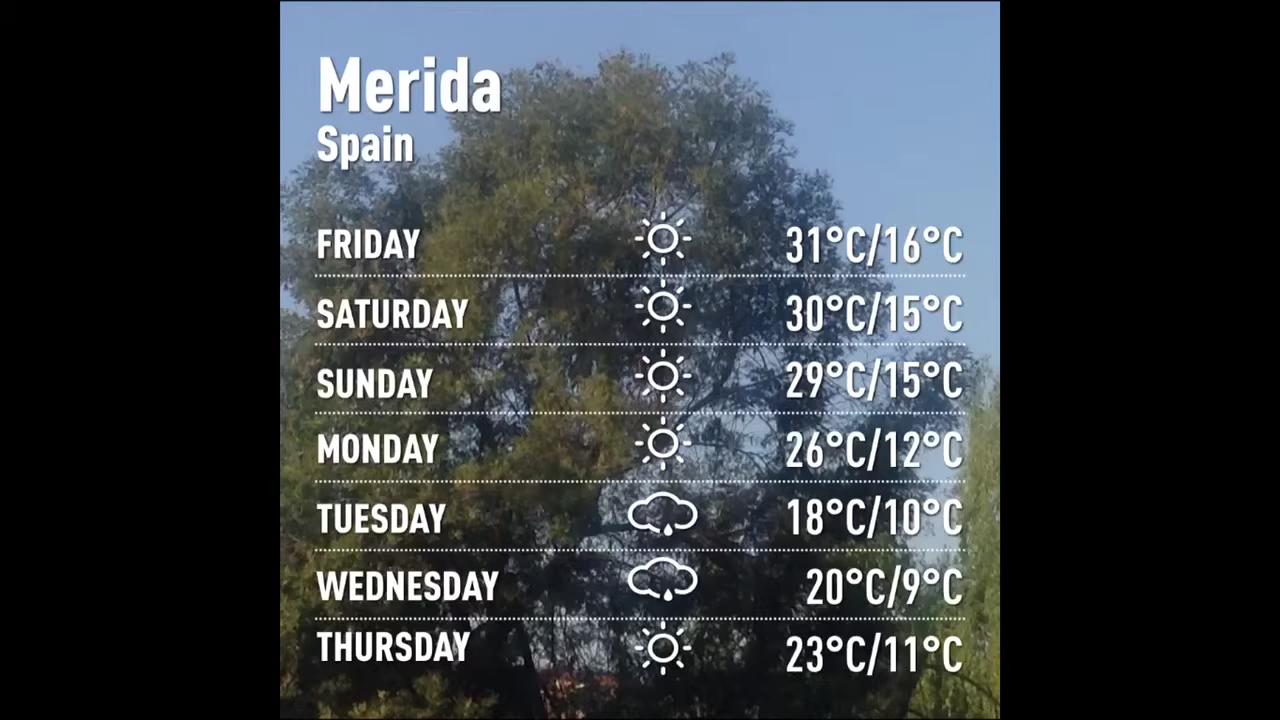 Merida
Spain
FRIDAY 31°C/16°C
SATURDAY 30°C/15°C
SUNDAY 29°C/15°C
MONDAY 26°C/12°C
TUESDAY 18°C/10°C
WEDNESDAY 20°C/9°C
THURSDAY 23°C/11°C